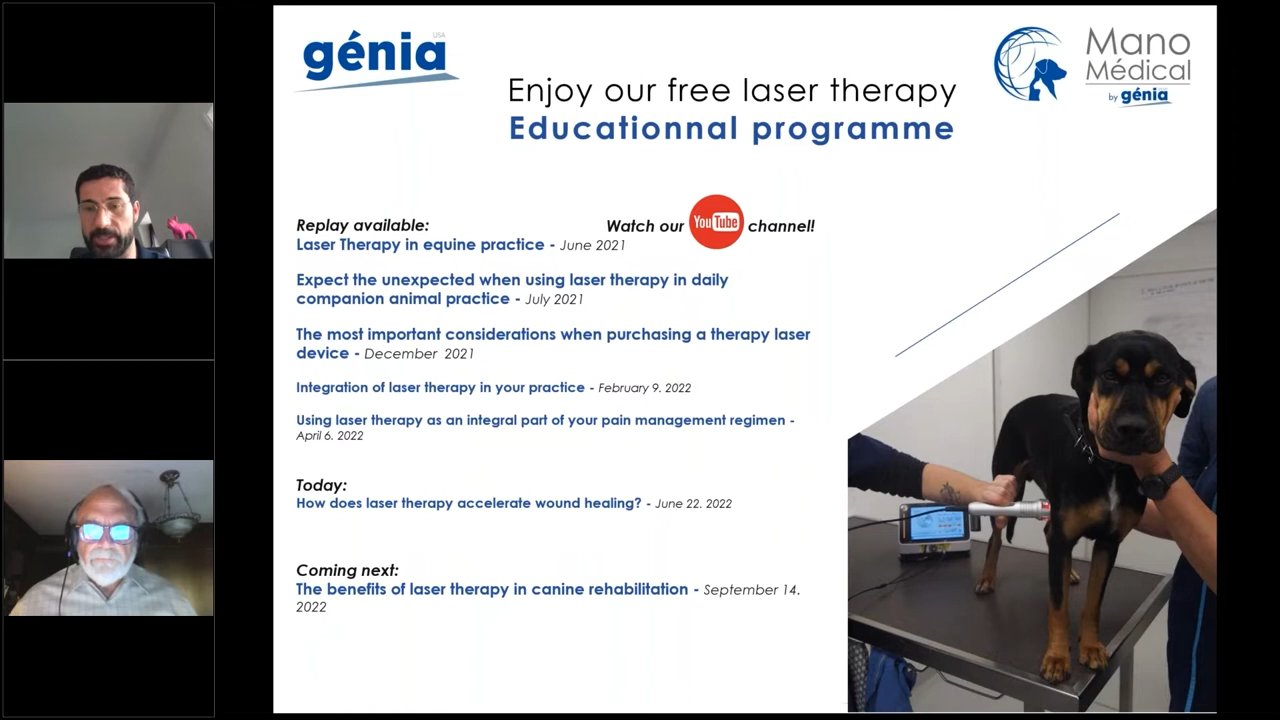 génia
USA
Mano
Médical
by génia
Enjoy our free laser therapy
Educationnal programme
Replay available:
Watch our YouTube channel!
Laser Therapy in equine practice - June 2021
Expect the unexpected when using laser therapy in daily
companion animal practice - July 2021
The most important considerations when purchasing a therapy laser
device - December 2021
Integration of laser therapy in your practice - February 9. 2022
Using laser therapy as an integral part of your pain management regimen -
April 6. 2022
Today:
How does laser therapy accelerate wound healing? - June 22. 2022
Coming next:
The benefits of laser therapy in canine rehabilitation - September 14.
2022